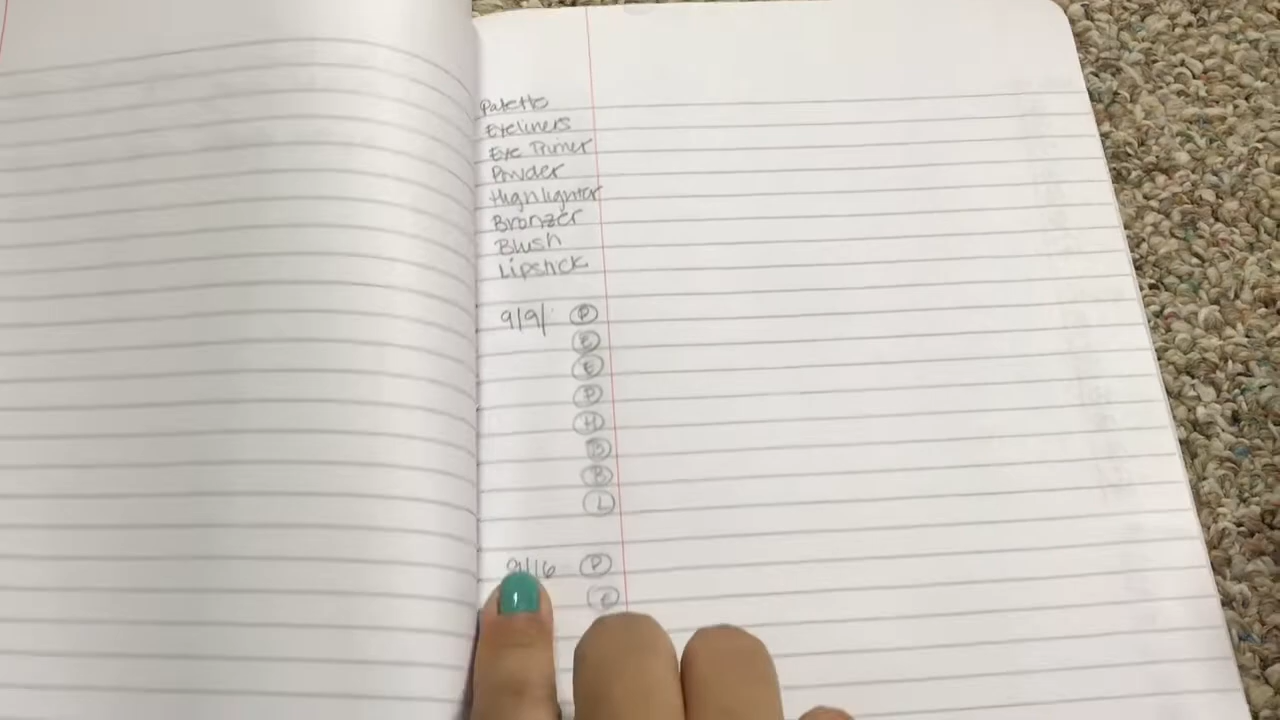 Palette
Eyeliners
Eye Primer
Powder
Highlighter
Bronzer
Blush
Lipstick
9/9/ P
E
E
P
H
B
B
L
9/16 P
E